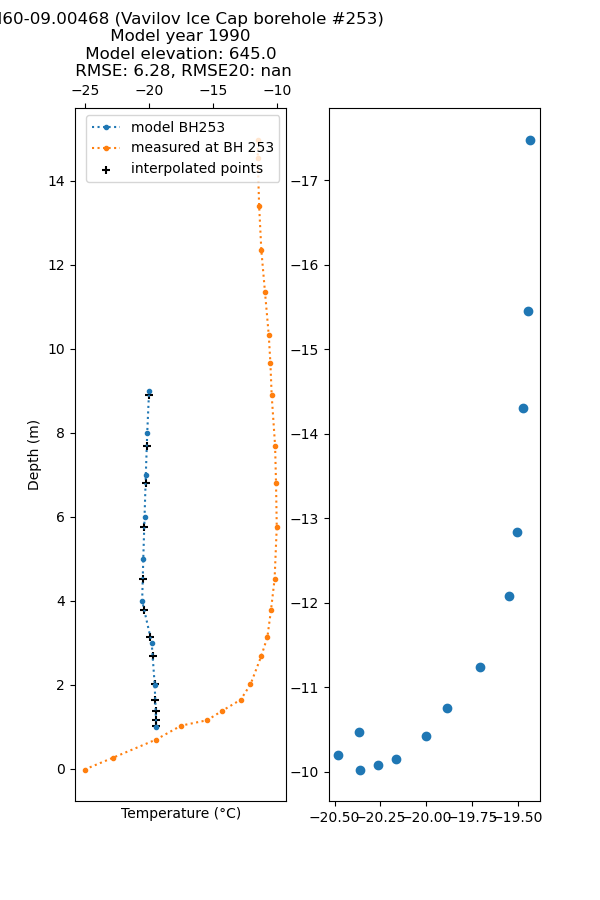 l60-09.00468 (Vavilov Ice Cap borehole #253)
Model year 1990
Model elevation: 645.0
RMSE: 6.28, RMSE20: nan
−25 −20 −15 −10
model BH253
measured at BH 253
interpolated points
14
12
10
8
6
4
2
0
Depth (m)
Temperature (°C)
−17
−16
−15
−14
−13
−12
−11
−10
−20.50 −20.25 −20.00 −19.75 −19.50